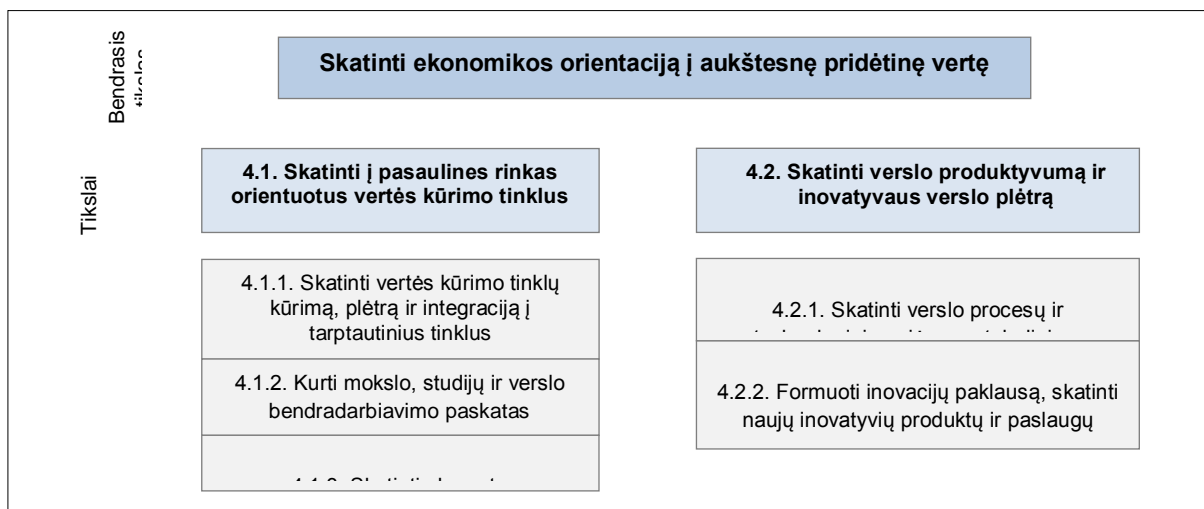 Bendrasis
Skatinti ekonomikos orientaciją į aukštesnę pridėtinę vertę
Tikslai
4.1. Skatinti į pasaulines rinkas
orientuotus vertės kūrimo tinklus
4.2. Skatinti verslo produktyvumą ir
inovatyvaus verslo plėtrą
4.1.1. Skatinti vertės kūrimo tinklų
kūrimą, plėtrą ir integraciją į
tarptautinius tinklus
4.1.2. Kurti mokslo, studijų ir verslo
bendradarbiavimo paskatas
4.2.1. Skatinti verslo procesų ir
4.2.2. Formuoti inovacijų paklausą, skatinti
naujų inovatyvių produktų ir paslaugų